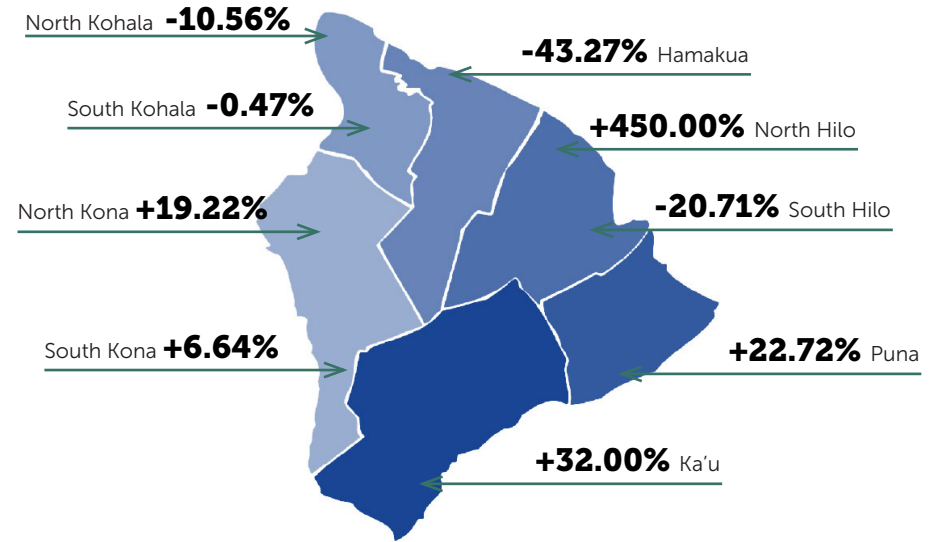 North Kohala -10.56%
-43.27% Hamakua
South Kohala -0.47%
+450.00% North Hilo
North Kona +19.22%
-20.71% South Hilo
South Kona +6.64%
+22.72% Puna
+32.00% Ka’u